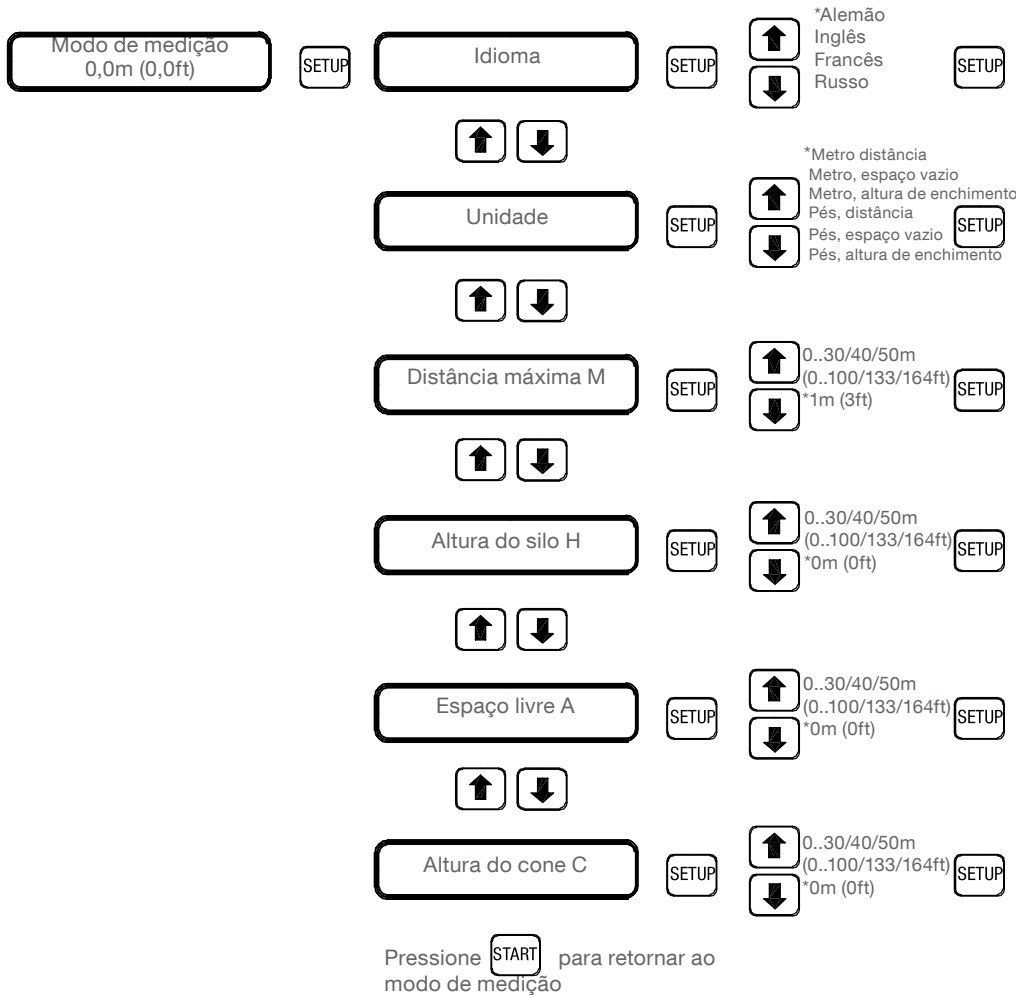 Modo de medição
0,0m (0,0ft)
SETUP
Idioma
SETUP
*Alemão
Inglês
Francês
Russo
SETUP
Unidade
SETUP
*Metro distância
Metro, espaço vazio
Metro, altura de enchimento
Pés, distância
Pés, espaço vazio
Pés, altura de enchimento
SETUP
Distância máxima M
SETUP
0..30/40/50m
(0..100/133/164ft)
*1m (3ft)
SETUP
Altura do silo H
SETUP
0..30/40/50m
(0..100/133/164ft)
*0m (0ft)
SETUP
Espaço livre A
SETUP
0..30/40/50m
(0..100/133/164ft)
*0m (0ft)
SETUP
Altura do cone C
SETUP
0..30/40/50m
(0..100/133/164ft)
*0m (0ft)
SETUP
Pressione START para retornar ao
modo de medição